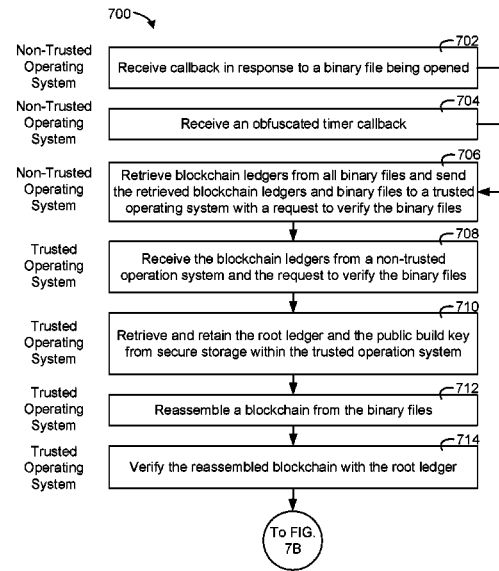 700
702
Non-Trusted
Operating
System
Receive callback in response to a binary file being opened
704
Non-Trusted
Operating
System
Receive an obfuscated timer callback
706
Non-Trusted
Operating
System
Retrieve blockchain ledgers from all binary files and send
the retrieved blockchain ledgers and binary files to a trusted
operating system with a request to verify the binary files
708
Trusted
Operating
System
Receive the blockchain ledgers from a non-trusted
operation system and the request to verify the binary files
710
Trusted
Operating
System
Retrieve and retain the root ledger and the public build key
from secure storage within the trusted operation system
712
Trusted
Operating
System
Reassemble a blockchain from the binary files
714
Trusted
Operating
System
Verify the reassembled blockchain with the root ledger
To FIG.
7B